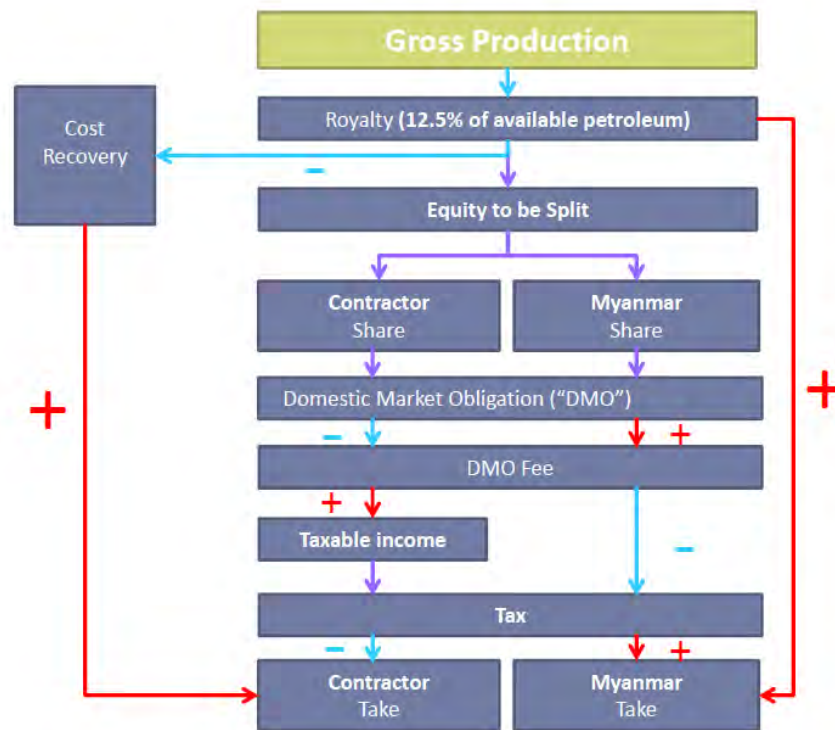 Gross Production
Royalty (12.5% of available petroleum)
Cost
Recovery
–
Equity to be Split
Contractor
Share
Myanmar
Share
+
+
Domestic Market Obligation (“DMO”)
–
+
DMO Fee
+
–
Taxable income
Tax
–
+
Contractor
Take
Myanmar
Take